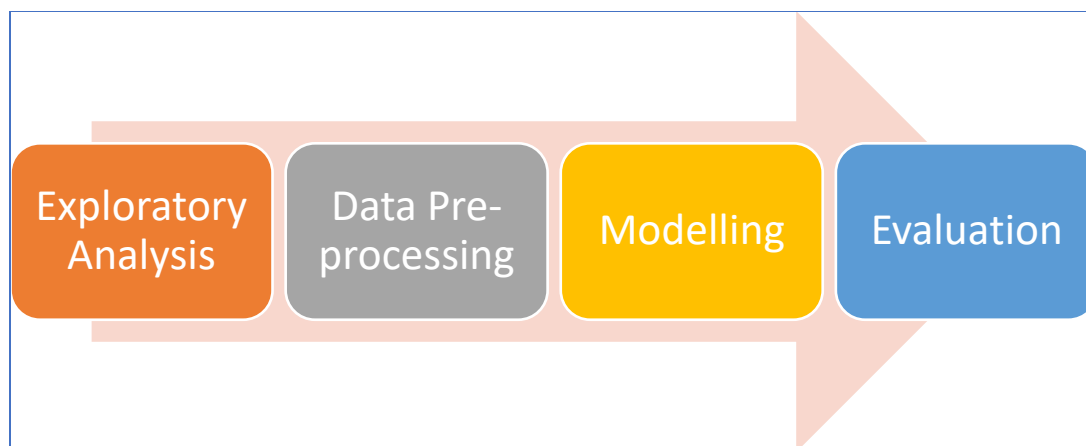 Exploratory
Analysis
Data Pre-
processing
Modelling
Evaluation